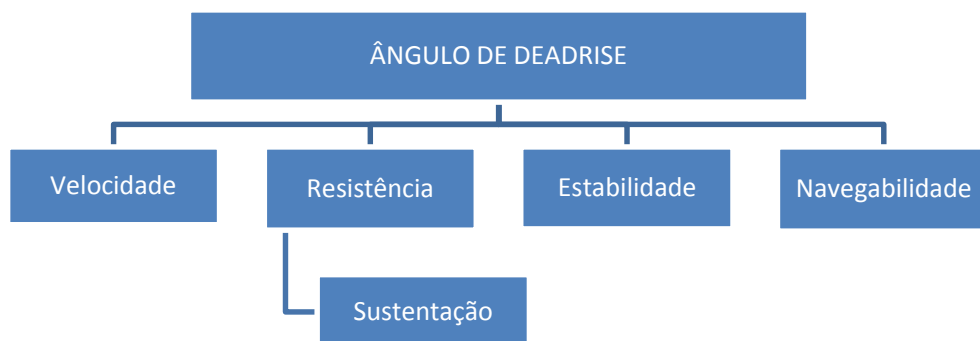 ÂNGULO DE DEADRISE
Velocidade
Resistência
Estabilidade
Navegabilidade
Sustentação